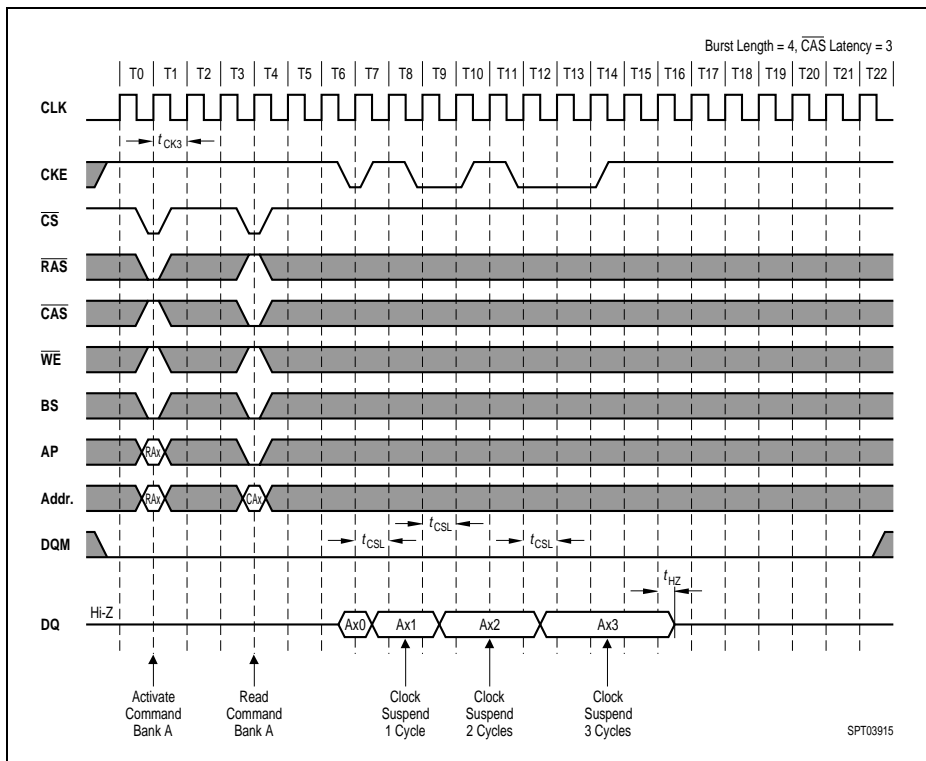 Burst Length = 4, CAS Latency = 3
T0 T1 T2 T3 T4 T5 T6 T7 T8 T9 T10 T11 T12 T13 T14 T15 T16 T17 T18 T19 T20 T21 T22
CLK
tCK3
CKE
CS
RAS
CAS
WE
BS
AP RAx
Addr. RAx CAx
tCSL tCSL tCSL
DQM
tHZ
Hi-Z
DQ Ax0 Ax1 Ax2 Ax3
Activate Command Bank A
Read Command Bank A
Clock Suspend 1 Cycle
Clock Suspend 2 Cycles
Clock Suspend 3 Cycles
SPT03915